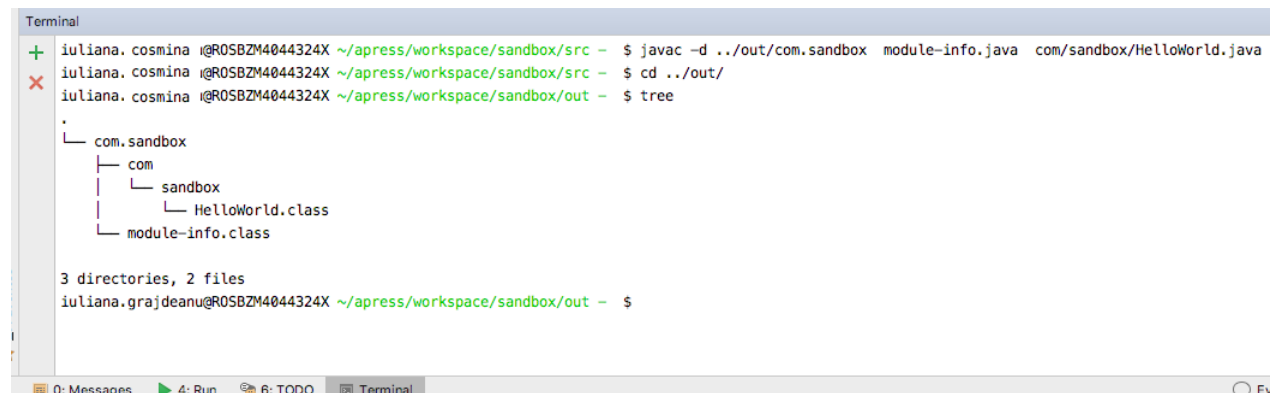 Terminal
iuliana. cosmina @ROSBZM4044324X ~/apress/workspace/sandbox/src - $ javac -d ../out/com.sandbox module-info.java com/sandbox/HelloWorld.java
iuliana. cosmina @ROSBZM4044324X ~/apress/workspace/sandbox/src - $ cd ../out/
iuliana. cosmina @ROSBZM4044324X ~/apress/workspace/sandbox/out - $ tree
.
└── com.sandbox
    ├── com
    │   └── sandbox
    │       └── HelloWorld.class
    └── module-info.class
3 directories, 2 files
iuliana.grajdeanu@ROSBZM4044324X ~/apress/workspace/sandbox/out - $
0: Messages 4: Run 6: TODO Terminal